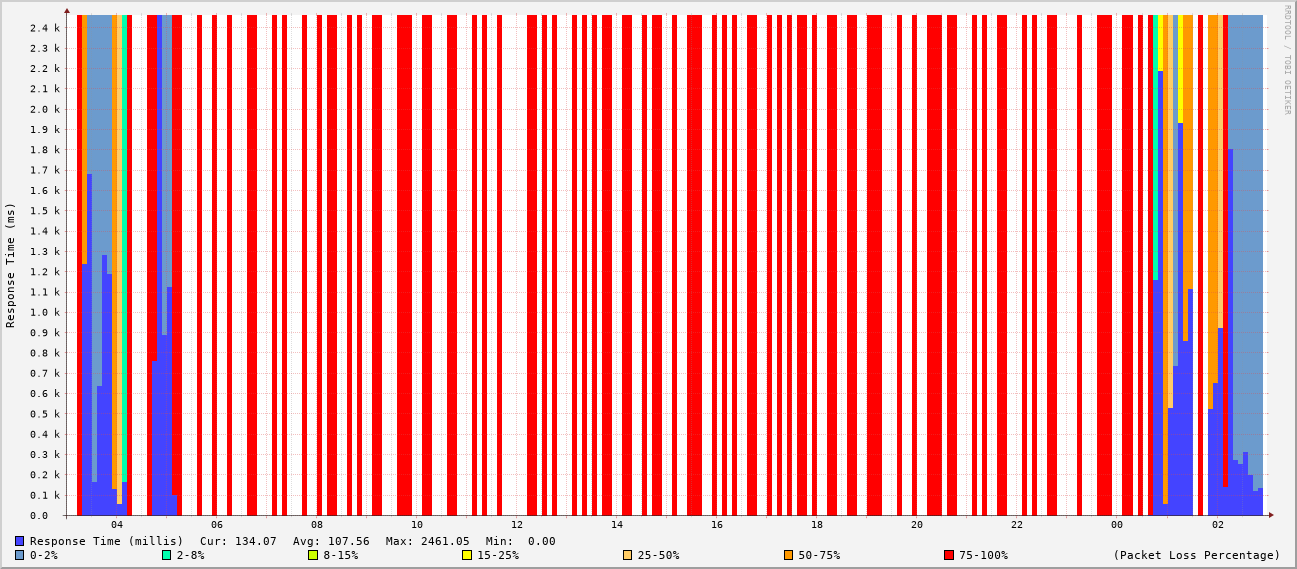 RRDTOOL / TOBI OETIKER
Response Time (ms)
2.4 k
2.3 k
2.2 k
2.1 k
2.0 k
1.9 k
1.8 k
1.7 k
1.6 k
1.5 k
1.4 k
1.3 k
1.2 k
1.1 k
1.0 k
0.9 k
0.8 k
0.7 k
0.6 k
0.5 k
0.4 k
0.3 k
0.2 k
0.1 k
0.0
04 06 08 10 12 14 16 18 20 22 00 02
Response Time (millis) Cur: 134.07 Avg: 107.56 Max: 2461.05 Min: 0.00
0-2% 2-8% 8-15% 15-25% 25-50% 50-75% 75-100% (Packet Loss Percentage)